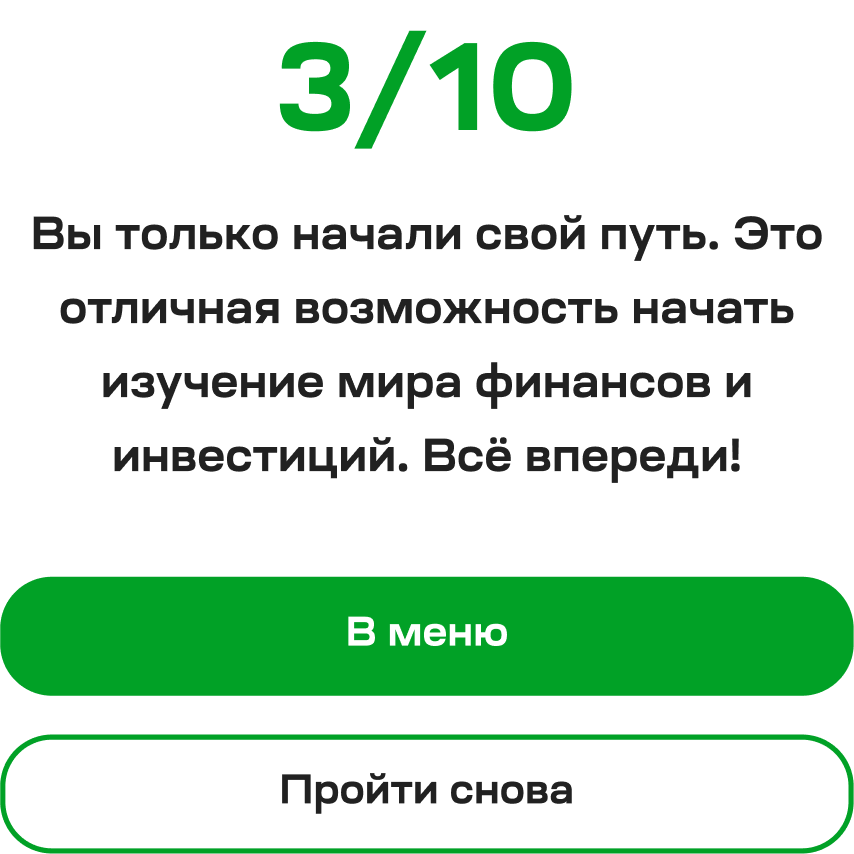 3/10
Вы только начали свой путь. Это
отличная возможность начать
изучение мира финансов и
инвестиций. Всё впереди!
В меню
Пройти снова